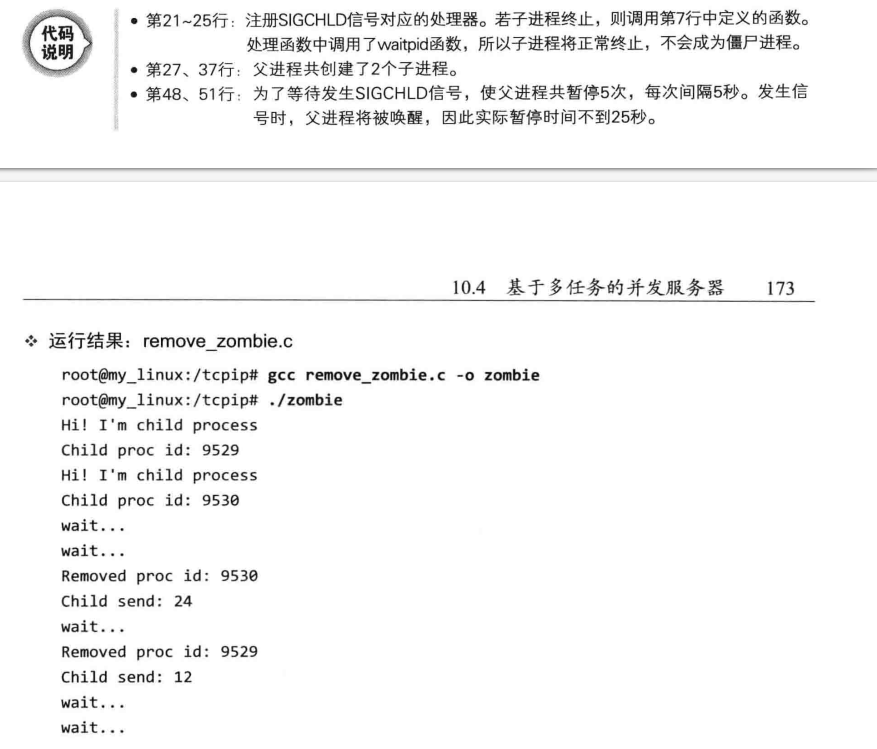 代码
说明
• 第21~25行：注册SIGCHLD信号对应的处理器。若子进程终止，则调用第7行中定义的函数。
处理函数中调用了waitpid函数，所以子进程将正常终止，不会成为僵尸进程。
• 第27、37行：父进程共创建了2个子进程。
• 第48、51行：为了等待发生SIGCHLD信号，使父进程共暂停5次，每次间隔5秒。发生信
号时，父进程将被唤醒，因此实际暂停时间不到25秒。
10.4 基于多任务的并发服务器 173
❖ 运行结果：remove_zombie.c
root@my_linux:/tcpip# gcc remove_zombie.c -o zombie
root@my_linux:/tcpip# ./zombie
Hi! I'm child process
Child proc id: 9529
Hi! I'm child process
Child proc id: 9530
wait...
wait...
Removed proc id: 9530
Child send: 24
wait...
Removed proc id: 9529
Child send: 12
wait...
wait...